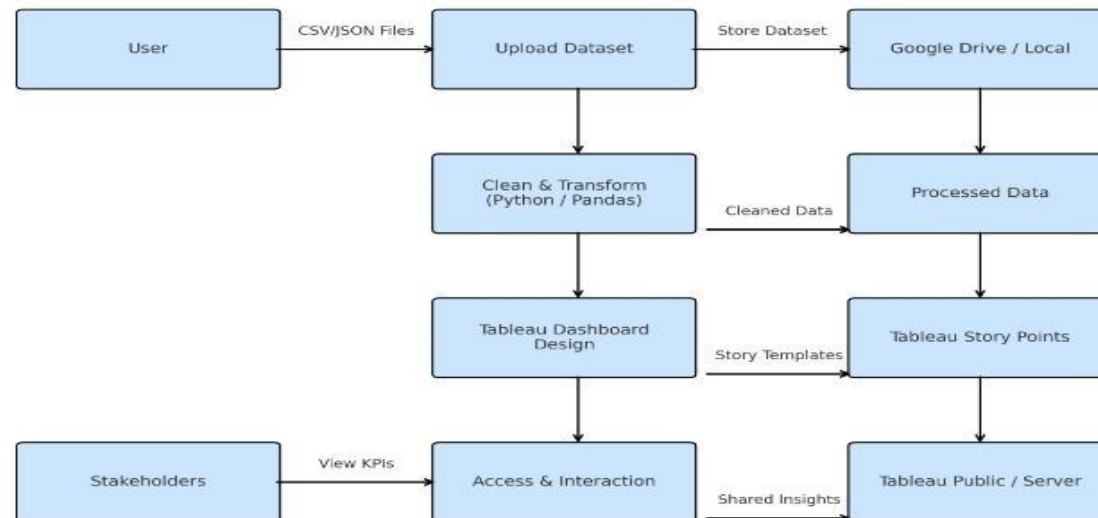 User
CSV/JSON Files
Upload Dataset
Store Dataset
Google Drive / Local
Clean & Transform
(Python / Pandas)
Cleaned Data
Processed Data
Tableau Dashboard
Design
Story Templates
Tableau Story Points
Stakeholders
View KPIs
Access & Interaction
Shared Insights
Tableau Public / Server